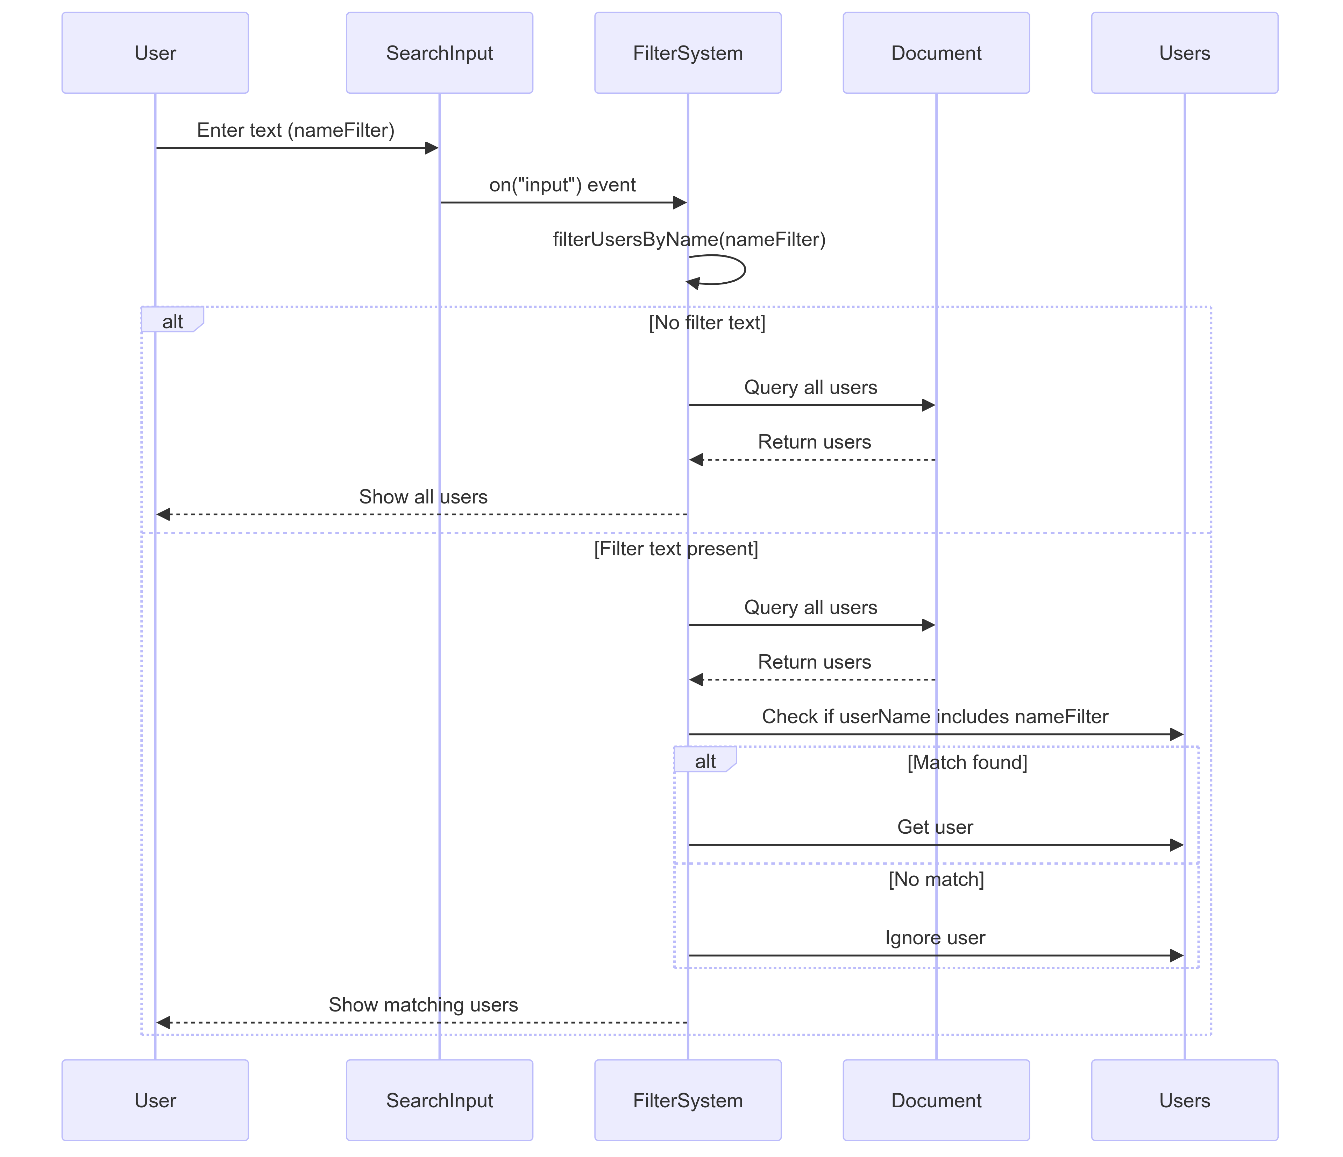 User
SearchInput
FilterSystem
Document
Users
Enter text (nameFilter)
on("input") event
filterUsersByName(nameFilter)
alt
[No filter text]
Query all users
Return users
Show all users
[Filter text present]
Query all users
Return users
Check if userName includes nameFilter
alt
[Match found]
Get user
[No match]
Ignore user
Show matching users
User
SearchInput
FilterSystem
Document
Users